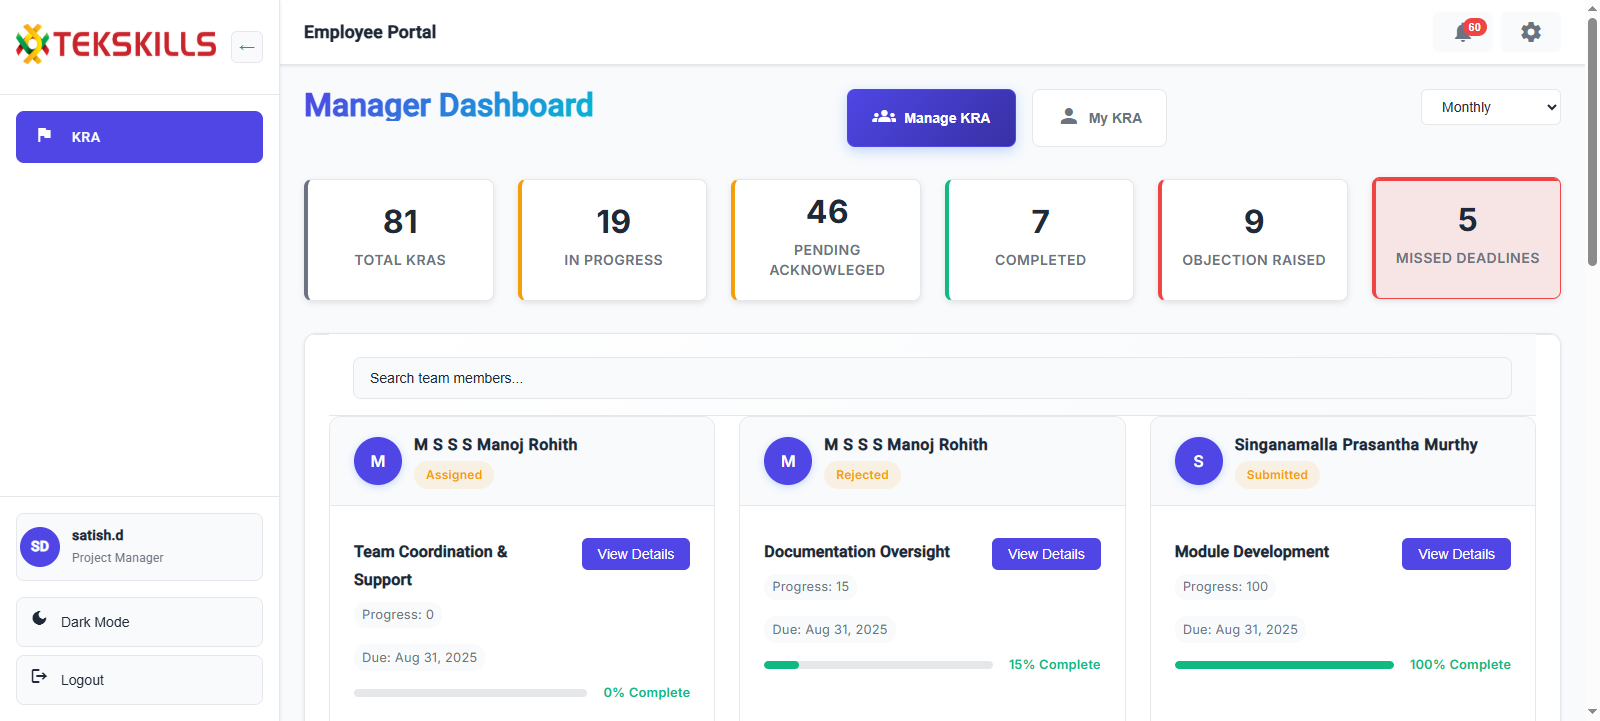 TEKSKILLS
←
Employee Portal
60
KRA
Manager Dashboard
Manage KRA
My KRA
Monthly
81
TOTAL KRAS
19
IN PROGRESS
46
PENDING
ACKNOWLEGED
7
COMPLETED
9
OBJECTION RAISED
5
MISSED DEADLINES
Search team members...
M
M S S S Manoj Rohith
Assigned
Team Coordination &
Support
View Details
Progress: 0
Due: Aug 31, 2025
0% Complete
M
M S S S Manoj Rohith
Rejected
Documentation Oversight
View Details
Progress: 15
Due: Aug 31, 2025
15% Complete
S
Singanamalla Prasantha Murthy
Submitted
Module Development
View Details
Progress: 100
Due: Aug 31, 2025
100% Complete
SD
satish.d
Project Manager
Dark Mode
Logout